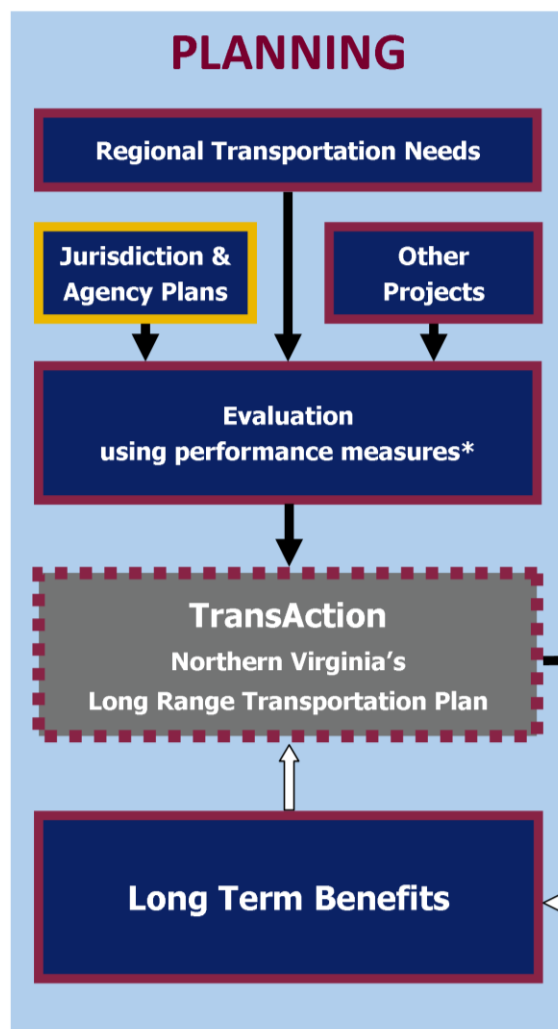 PLANNING
Regional Transportation Needs
Jurisdiction &
Agency Plans
Other
Projects
Evaluation
using performance measures*
TransAction
Northern Virginia’s
Long Range Transportation Plan
Long Term Benefits